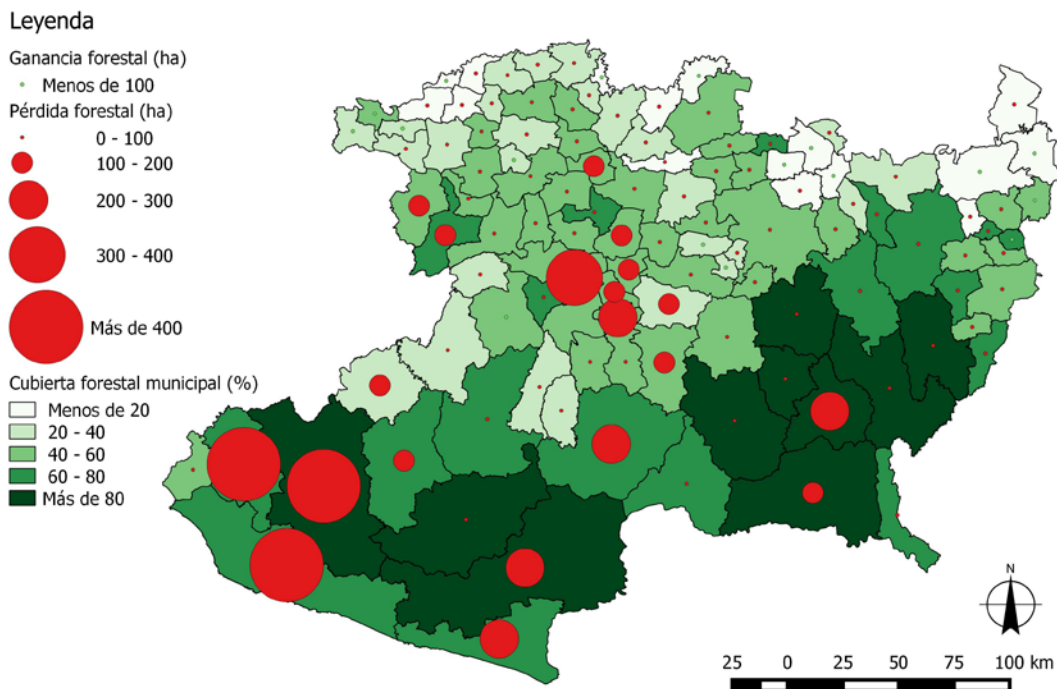 Leyenda
Ganancia forestal (ha)
Menos de 100
Pérdida forestal (ha)
0 - 100
100 - 200
200 - 300
300 - 400
Más de 400
Cubierta forestal municipal (%)
Menos de 20
20 - 40
40 - 60
60 - 80
Más de 80
N
25 0 25 50 75 100 km